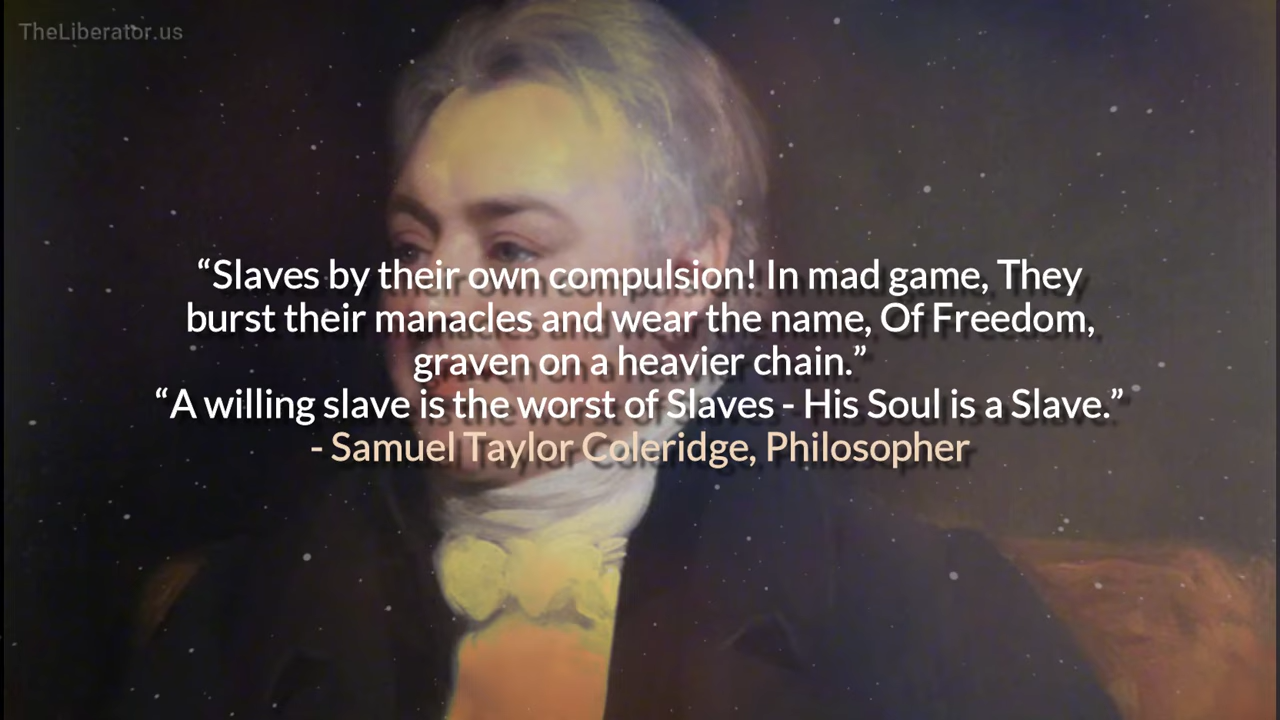 TheLiberator.us
“Slaves by their own compulsion! In mad game, They
burst their manacles and wear the name, Of Freedom,
graven on a heavier chain.”
“A willing slave is the worst of Slaves - His Soul is a Slave.”
- Samuel Taylor Coleridge, Philosopher